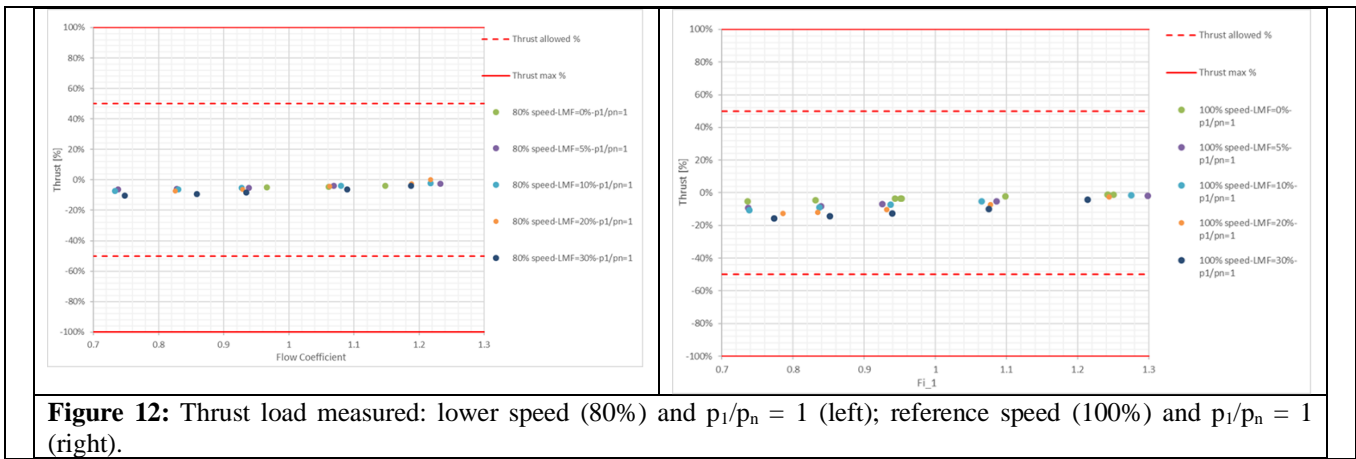 100%
80%
60%
40%
20%
0%
-20%
-40%
-60%
-80%
-100%
Thrust [%]
0.7 0.8 0.9 1 1.1 1.2 1.3
Flow Coefficient
Thrust allowed %
Thrust max %
80% speed-LMF=0%-p1/pn=1
80% speed-LMF=5%-p1/pn=1
80% speed-LMF=10%-p1/pn=1
80% speed-LMF=20%-p1/pn=1
80% speed-LMF=30%-p1/pn=1
100%
80%
60%
40%
20%
0%
-20%
-40%
-60%
-80%
-100%
Thrust [%]
0.7 0.8 0.9 1 1.1 1.2 1.3
Fi_1
Thrust allowed %
Thrust max %
100% speed-LMF=0%-
p1/pn=1
100% speed-LMF=5%-
p1/pn=1
100% speed-LMF=10%-
p1/pn=1
100% speed-LMF=20%-
p1/pn=1
100% speed-LMF=30%-
p1/pn=1
Figure 12: Thrust load measured: lower speed (80%) and p1/pn = 1 (left); reference speed (100%) and p1/pn = 1
(right).